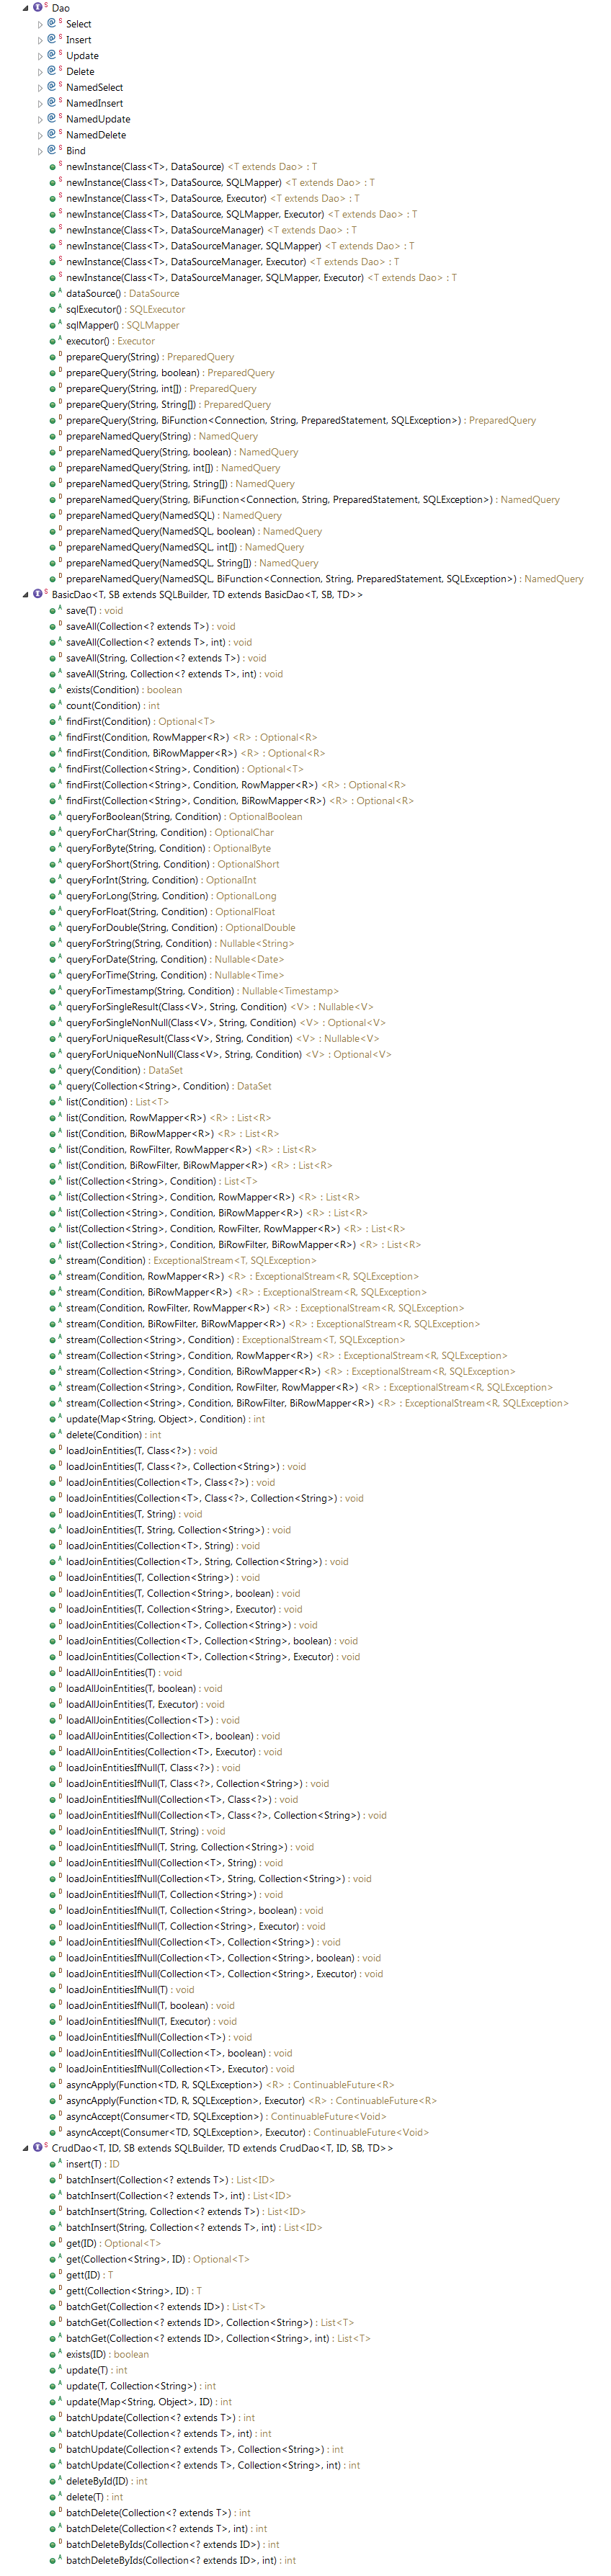 Dao
Select
Insert
Update
Delete
NamedSelect
NamedInsert
NamedUpdate
NamedDelete
Bind
newInstance(Class<T>, DataSource) <T extends Dao> : T
newInstance(Class<T>, DataSource, SQLMapper) <T extends Dao> : T
newInstance(Class<T>, DataSource, Executor) <T extends Dao> : T
newInstance(Class<T>, DataSource, SQLMapper, Executor) <T extends Dao> : T
newInstance(Class<T>, DataSourceManager) <T extends Dao> : T
newInstance(Class<T>, DataSourceManager, SQLMapper) <T extends Dao> : T
newInstance(Class<T>, DataSourceManager, Executor) <T extends Dao> : T
newInstance(Class<T>, DataSourceManager, SQLMapper, Executor) <T extends Dao> : T
dataSource() : DataSource
sqlExecutor() : SQLExecutor
sqlMapper() : SQLMapper
executor() : Executor
prepareQuery(String) : PreparedQuery
prepareQuery(String, boolean) : PreparedQuery
prepareQuery(String, int[]) : PreparedQuery
prepareQuery(String, String[]) : PreparedQuery
prepareQuery(String, BiFunction<Connection, String, PreparedStatement, SQLException>) : PreparedQuery
prepareNamedQuery(String) : NamedQuery
prepareNamedQuery(String, boolean) : NamedQuery
prepareNamedQuery(String, int[]) : NamedQuery
prepareNamedQuery(String, String[]) : NamedQuery
prepareNamedQuery(String, BiFunction<Connection, String, PreparedStatement, SQLException>) : NamedQuery
prepareNamedQuery(NamedSQL) : NamedQuery
prepareNamedQuery(NamedSQL, boolean) : NamedQuery
prepareNamedQuery(NamedSQL, int[]) : NamedQuery
prepareNamedQuery(NamedSQL, String[]) : NamedQuery
prepareNamedQuery(NamedSQL, BiFunction<Connection, String, PreparedStatement, SQLException>) : NamedQuery
BasicDao<T, SB extends SQLBuilder, TD extends BasicDao<T, SB, TD>>
save(T) : void
saveAll(Collection<? extends T>) : void
saveAll(Collection<? extends T>, int) : void
saveAll(String, Collection<? extends T>) : void
saveAll(String, Collection<? extends T>, int) : void
exists(Condition) : boolean
count(Condition) : int
findFirst(Condition) : Optional<T>
findFirst(Condition, RowMapper<R>) <R> : Optional<R>
findFirst(Condition, BiRowMapper<R>) <R> : Optional<R>
findFirst(Collection<String>, Condition) : Optional<T>
findFirst(Collection<String>, Condition, RowMapper<R>) <R> : Optional<R>
findFirst(Collection<String>, Condition, BiRowMapper<R>) <R> : Optional<R>
queryForBoolean(String, Condition) : OptionalBoolean
queryForChar(String, Condition) : OptionalChar
queryForByte(String, Condition) : OptionalByte
queryForShort(String, Condition) : OptionalShort
queryForInt(String, Condition) : OptionalInt
queryForLong(String, Condition) : OptionalLong
queryForFloat(String, Condition) : OptionalFloat
queryForDouble(String, Condition) : OptionalDouble
queryForString(String, Condition) : Nullable<String>
queryForDate(String, Condition) : Nullable<Date>
queryForTime(String, Condition) : Nullable<Time>
queryForTimestamp(String, Condition) : Nullable<Timestamp>
queryForSingleResult(Class<V>, String, Condition) <V> : Nullable<V>
queryForSingleNonNull(Class<V>, String, Condition) <V> : Optional<V>
queryForUniqueResult(Class<V>, String, Condition) <V> : Nullable<V>
queryForUniqueNonNull(Class<V>, String, Condition) <V> : Optional<V>
query(Condition) : DataSet
query(Collection<String>, Condition) : DataSet
list(Condition) : List<T>
list(Condition, RowMapper<R>) <R> : List<R>
list(Condition, BiRowMapper<R>) <R> : List<R>
list(Condition, RowFilter, RowMapper<R>) <R> : List<R>
list(Condition, BiRowFilter, BiRowMapper<R>) <R> : List<R>
list(Collection<String>, Condition) : List<T>
list(Collection<String>, Condition, RowMapper<R>) <R> : List<R>
list(Collection<String>, Condition, BiRowMapper<R>) <R> : List<R>
list(Collection<String>, Condition, RowFilter, RowMapper<R>) <R> : List<R>
list(Collection<String>, Condition, BiRowFilter, BiRowMapper<R>) <R> : List<R>
stream(Condition) : ExceptionalStream<T, SQLException>
stream(Condition, RowMapper<R>) <R> : ExceptionalStream<R, SQLException>
stream(Condition, BiRowMapper<R>) <R> : ExceptionalStream<R, SQLException>
stream(Condition, RowFilter, RowMapper<R>) <R> : ExceptionalStream<R, SQLException>
stream(Condition, BiRowFilter, BiRowMapper<R>) <R> : ExceptionalStream<R, SQLException>
stream(Collection<String>, Condition) : ExceptionalStream<T, SQLException>
stream(Collection<String>, Condition, RowMapper<R>) <R> : ExceptionalStream<R, SQLException>
stream(Collection<String>, Condition, BiRowMapper<R>) <R> : ExceptionalStream<R, SQLException>
stream(Collection<String>, Condition, RowFilter, RowMapper<R>) <R> : ExceptionalStream<R, SQLException>
stream(Collection<String>, Condition, BiRowFilter, BiRowMapper<R>) <R> : ExceptionalStream<R, SQLException>
update(Map<String, Object>, Condition) : int
delete(Condition) : int
loadJoinEntities(T, Class<?>) : void
loadJoinEntities(T, Class<?>, Collection<String>) : void
loadJoinEntities(Collection<T>, Class<?>) : void
loadJoinEntities(Collection<T>, Class<?>, Collection<String>) : void
loadJoinEntities(T, String) : void
loadJoinEntities(T, String, Collection<String>) : void
loadJoinEntities(Collection<T>, String) : void
loadJoinEntities(Collection<T>, String, Collection<String>) : void
loadJoinEntities(T, Collection<String>) : void
loadJoinEntities(T, Collection<String>, boolean) : void
loadJoinEntities(T, Collection<String>, Executor) : void
loadJoinEntities(Collection<T>, Collection<String>) : void
loadJoinEntities(Collection<T>, Collection<String>, boolean) : void
loadJoinEntities(Collection<T>, Collection<String>, Executor) : void
loadAllJoinEntities(T) : void
loadAllJoinEntities(T, boolean) : void
loadAllJoinEntities(T, Executor) : void
loadAllJoinEntities(Collection<T>) : void
loadAllJoinEntities(Collection<T>, boolean) : void
loadAllJoinEntities(Collection<T>, Executor) : void
loadJoinEntitiesIfNull(T, Class<?>) : void
loadJoinEntitiesIfNull(T, Class<?>, Collection<String>) : void
loadJoinEntitiesIfNull(Collection<T>, Class<?>) : void
loadJoinEntitiesIfNull(Collection<T>, Class<?>, Collection<String>) : void
loadJoinEntitiesIfNull(T, String) : void
loadJoinEntitiesIfNull(T, String, Collection<String>) : void
loadJoinEntitiesIfNull(Collection<T>, String) : void
loadJoinEntitiesIfNull(Collection<T>, String, Collection<String>) : void
loadJoinEntitiesIfNull(T, Collection<String>) : void
loadJoinEntitiesIfNull(T, Collection<String>, boolean) : void
loadJoinEntitiesIfNull(T, Collection<String>, Executor) : void
loadJoinEntitiesIfNull(Collection<T>, Collection<String>) : void
loadJoinEntitiesIfNull(Collection<T>, Collection<String>, boolean) : void
loadJoinEntitiesIfNull(Collection<T>, Collection<String>, Executor) : void
loadJoinEntitiesIfNull(T) : void
loadJoinEntitiesIfNull(T, boolean) : void
loadJoinEntitiesIfNull(T, Executor) : void
loadJoinEntitiesIfNull(Collection<T>) : void
loadJoinEntitiesIfNull(Collection<T>, boolean) : void
loadJoinEntitiesIfNull(Collection<T>, Executor) : void
asyncApply(Function<TD, R, SQLException>) <R> : ContinuableFuture<R>
asyncApply(Function<TD, R, SQLException>, Executor) <R> : ContinuableFuture<R>
asyncAccept(Consumer<TD, SQLException>) : ContinuableFuture<Void>
asyncAccept(Consumer<TD, SQLException>, Executor) : ContinuableFuture<Void>
CrudDao<T, ID, SB extends SQLBuilder, TD extends CrudDao<T, ID, SB, TD>>
insert(T) : ID
batchInsert(Collection<? extends T>) : List<ID>
batchInsert(Collection<? extends T>, int) : List<ID>
batchInsert(String, Collection<? extends T>) : List<ID>
batchInsert(String, Collection<? extends T>, int) : List<ID>
get(ID) : Optional<T>
get(Collection<String>, ID) : Optional<T>
gett(ID) : T
gett(Collection<String>, ID) : T
batchGet(Collection<? extends ID>) : List<T>
batchGet(Collection<? extends ID>, Collection<String>) : List<T>
batchGet(Collection<? extends ID>, Collection<String>, int) : List<T>
exists(ID) : boolean
update(T) : int
update(T, Collection<String>) : int
update(Map<String, Object>, ID) : int
batchUpdate(Collection<? extends T>) : int
batchUpdate(Collection<? extends T>, int) : int
batchUpdate(Collection<? extends T>, Collection<String>) : int
batchUpdate(Collection<? extends T>, Collection<String>, int) : int
deleteById(ID) : int
delete(T) : int
batchDelete(Collection<? extends T>) : int
batchDelete(Collection<? extends T>, int) : int
batchDeleteByIds(Collection<? extends ID>) : int
batchDeleteByIds(Collection<? extends ID>, int) : int